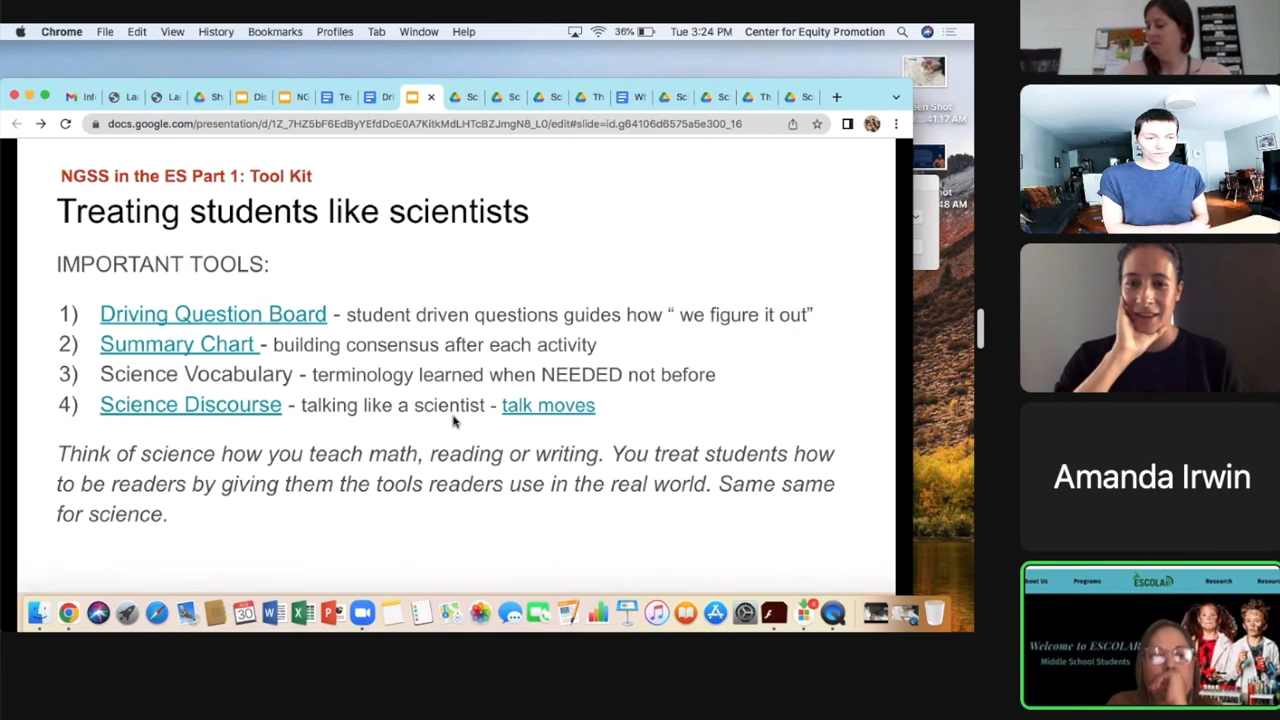 Chrome File Edit View History Bookmarks Profiles Tab Window Help 36% Tue 3:24 PM Center for Equity Promotion
docs.google.com/presentation/d/1Z_7HZ5bF6EdByYEfdDoE0A7KitkMdLHTcBZJmgN8_L0/edit#slide=id.g64106d6575a5e300_16
NGSS in the ES Part 1: Tool Kit
Treating students like scientists
IMPORTANT TOOLS:
1) Driving Question Board - student driven questions guides how “ we figure it out”
2) Summary Chart - building consensus after each activity
3) Science Vocabulary - terminology learned when NEEDED not before
4) Science Discourse - talking like a scientist - talk moves
Think of science how you teach math, reading or writing. You treat students how
to be readers by giving them the tools readers use in the real world. Same same
for science.
30
Amanda Irwin
Programs ESCOLAR Research
Welcome to ESCOLAR
Middle School Students